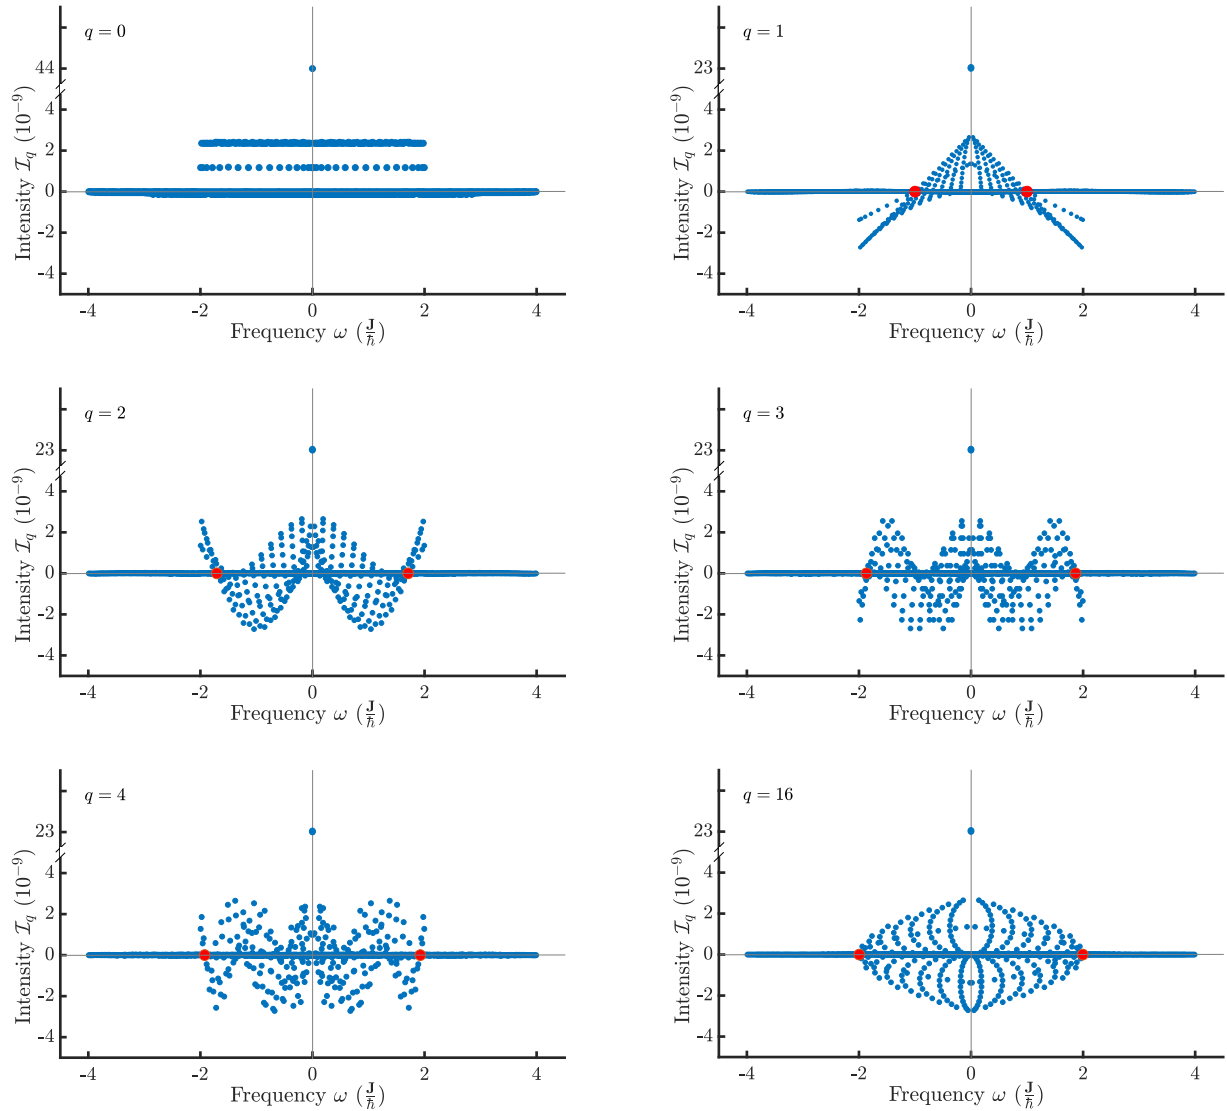 q = 0
44
4
2
0
-2
-4
Intensity 𝓘_q (10⁻⁹)
-4 -2 0 2 4
Frequency ω (J/ħ)
q = 1
23
4
2
0
-2
-4
Intensity 𝓘_q (10⁻⁹)
-4 -2 0 2 4
Frequency ω (J/ħ)
q = 2
23
4
2
0
-2
-4
Intensity 𝓘_q (10⁻⁹)
-4 -2 0 2 4
Frequency ω (J/ħ)
q = 3
23
4
2
0
-2
-4
Intensity 𝓘_q (10⁻⁹)
-4 -2 0 2 4
Frequency ω (J/ħ)
q = 4
23
4
2
0
-2
-4
Intensity 𝓘_q (10⁻⁹)
-4 -2 0 2 4
Frequency ω (J/ħ)
q = 16
23
4
2
0
-2
-4
Intensity 𝓘_q (10⁻⁹)
-4 -2 0 2 4
Frequency ω (J/ħ)